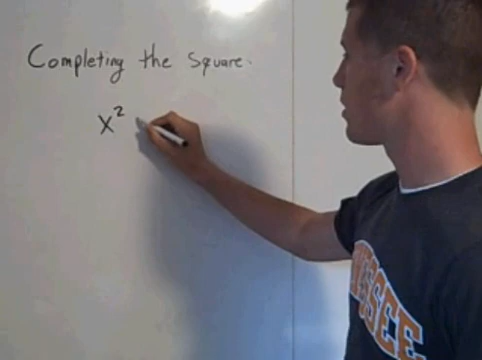 Completing the Square.
x²